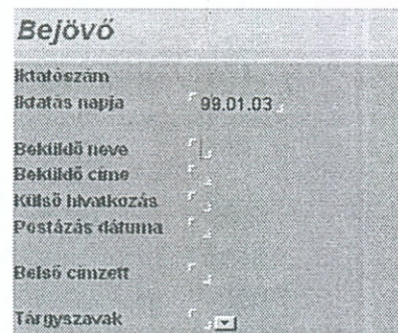 Bejövő
Iktatószám
Iktatás napja 99.01.03
Beküldő neve
Beküldő címe
Külső hivatkozás
Postázás dátuma
Belső címzett
Tárgyszavak